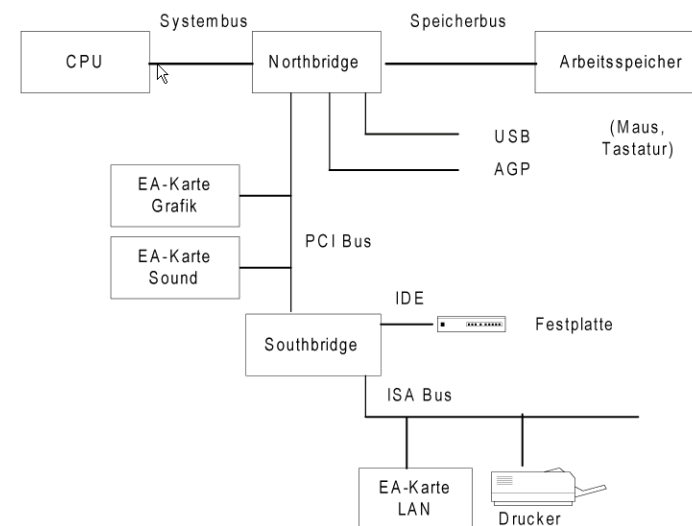 Systembus
Speicherbus
CPU
Northbridge
Arbeitsspeicher
USB
(Maus,
Tastatur)
AGP
EA-Karte
Grafik
PCI Bus
EA-Karte
Sound
IDE
Festplatte
Southbridge
ISA Bus
EA-Karte
LAN
Drucker